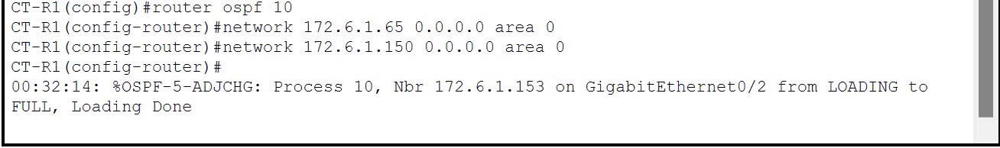 CT-R1(config)#router ospf 10
CT-R1(config-router)#network 172.6.1.65 0.0.0.0 area 0
CT-R1(config-router)#network 172.6.1.150 0.0.0.0 area 0
CT-R1(config-router)#
00:32:14: %OSPF-5-ADJCHG: Process 10, Nbr 172.6.1.153 on GigabitEthernet0/2 from LOADING to
FULL, Loading Done